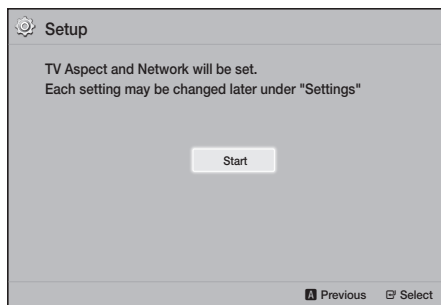 Setup
TV Aspect and Network will be set.
Each setting may be changed later under "Settings"
Start
A Previous Select